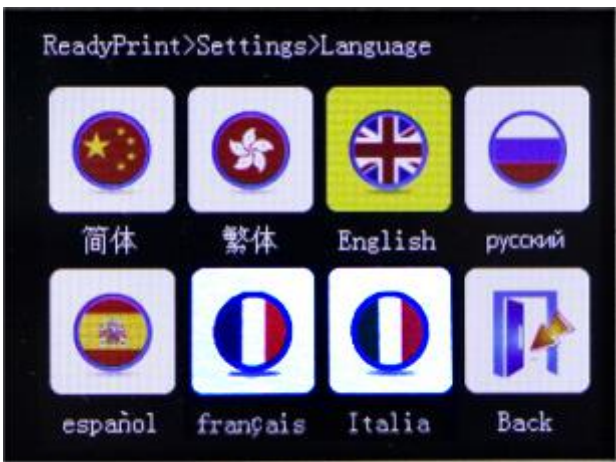 ReadyPrint>Settings>Language
简体 繁体 English русский
español français Italia Back